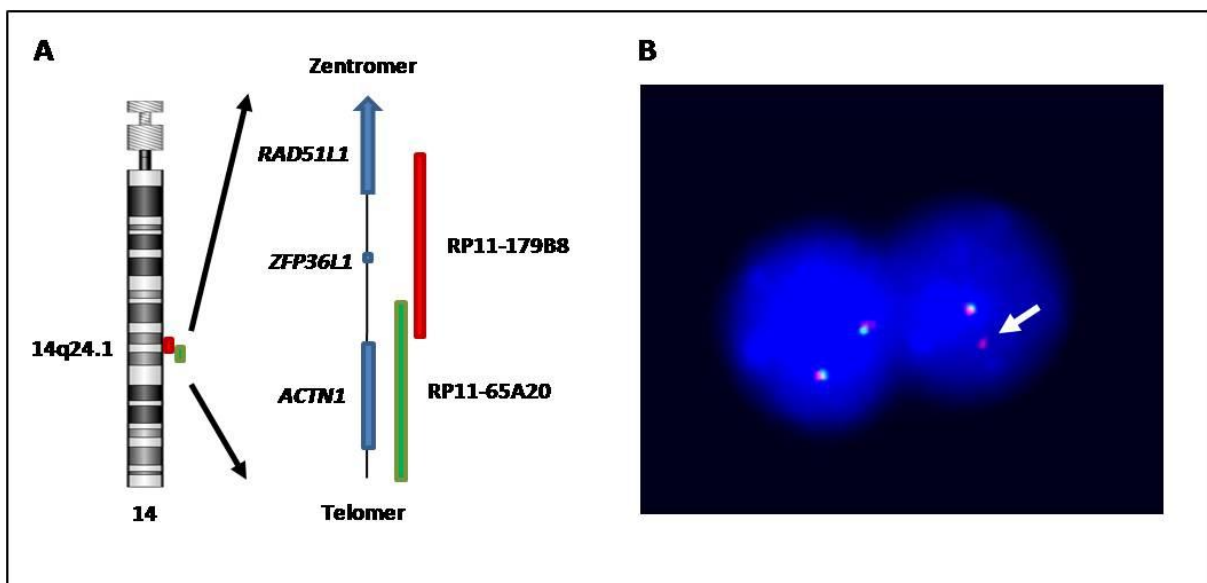 A
B
Zentromer
RAD51L1
RP11-179B8
ZFP36L1
14q24.1
ACTN1
RP11-65A20
14
Telomer